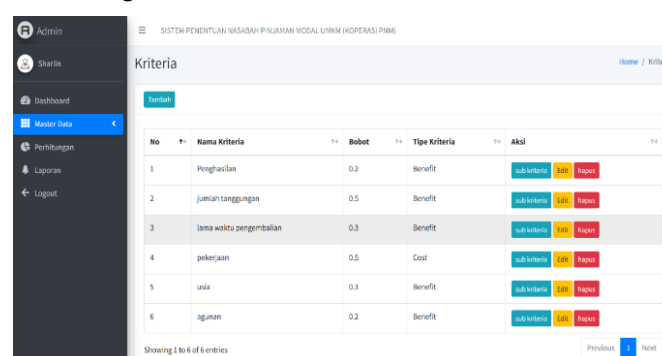 Admin
SISTEM PENENTUAN NASABAH PINJAMAN MODAL UMKM (KOPERASI PNM)
Sharlin
Kriteria
Home / Krite
Dashboard
Tambah
Master Data
No Nama Kriteria Bobot Tipe Kriteria Aksi
Perhitungan
1 Penghasilan 0.2 Benefit sub kriteria Edit hapus
Laporan
Logout
2 jumlah tanggungan 0.5 Benefit sub kriteria Edit hapus
3 lama waktu pengembalian 0.3 Benefit sub kriteria Edit hapus
4 pekerjaan 0.5 Cost sub kriteria Edit hapus
5 usia 0.3 Benefit sub kriteria Edit hapus
6 agunan 0.2 Benefit sub kriteria Edit hapus
Showing 1 to 6 of 6 entries
Previous 1 Next